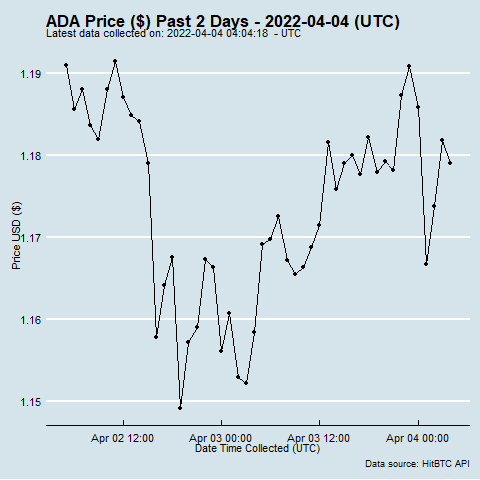 ADA Price ($) Past 2 Days - 2022-04-04 (UTC)
Latest data collected on: 2022-04-04 04:04:18 - UTC
1.19
1.18
1.17
1.16
1.15
Price USD ($)
Apr 02 12:00
Apr 03 00:00
Apr 03 12:00
Apr 04 00:00
Date Time Collected (UTC)
Data source: HitBTC API